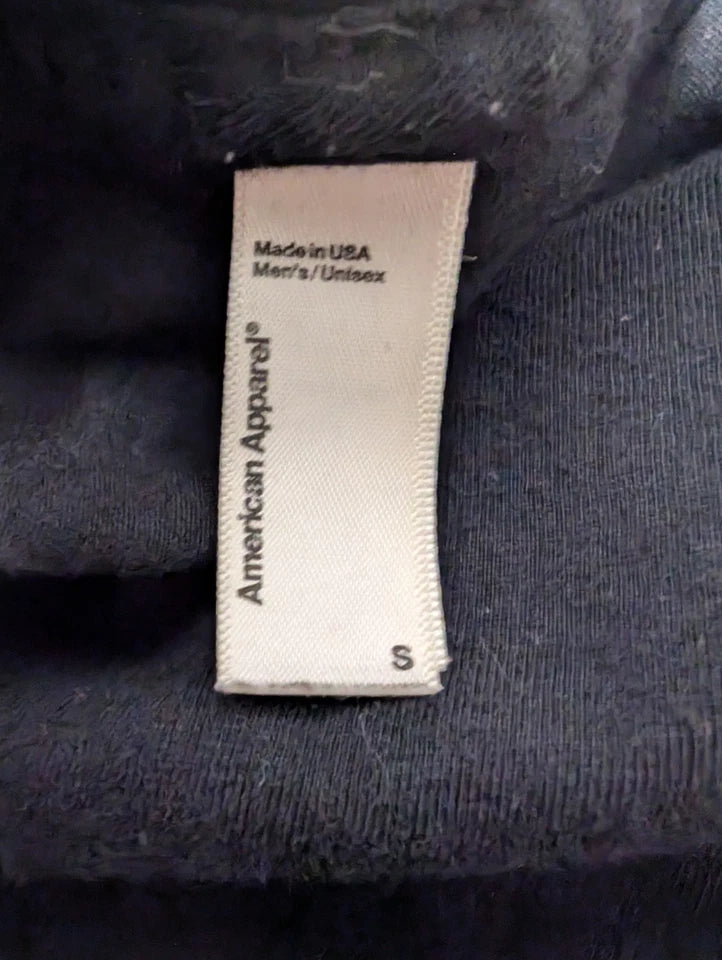 Made in USA
Men's/Unisex
American Apparel®
S